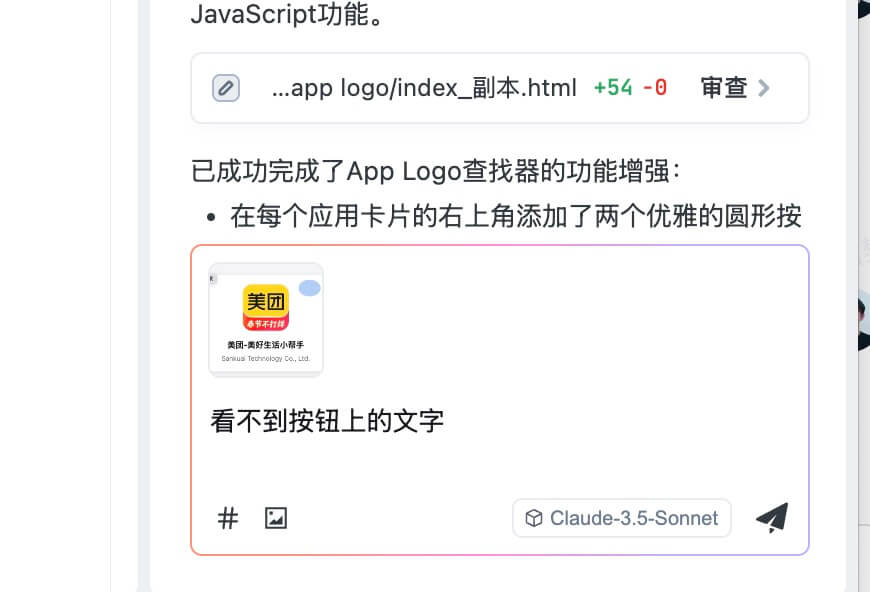 JavaScript功能。
...app logo/index_副本.html +54 -0 审查
已成功完成了App Logo查找器的功能增强：
• 在每个应用卡片的右上角添加了两个优雅的圆形按
美团
春节不打烊
美团-美好生活小帮手
Sankuai Technology Co., Ltd.
看不到按钮上的文字
# Claude-3.5-Sonnet